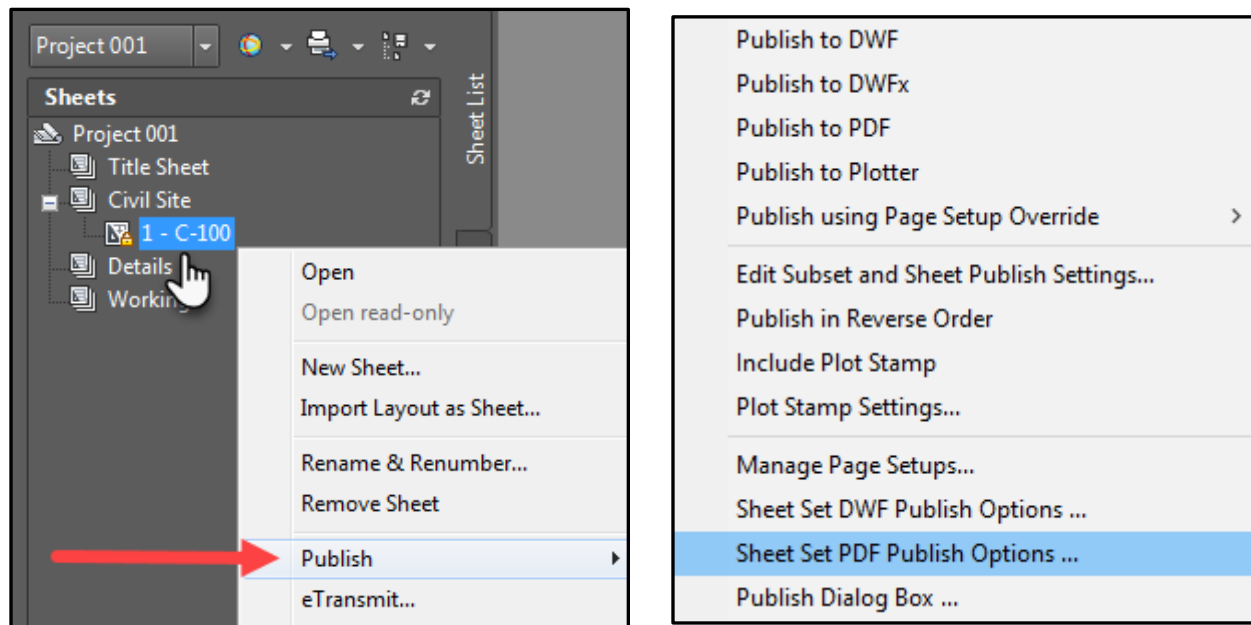 Project 001
Sheets
Sheet List
Project 001
Title Sheet
Civil Site
1 - C-100
Details
Working
Open
Open read-only
New Sheet...
Import Layout as Sheet...
Rename & Renumber...
Remove Sheet
Publish
eTransmit...
Publish to DWF
Publish to DWFx
Publish to PDF
Publish to Plotter
Publish using Page Setup Override
Edit Subset and Sheet Publish Settings...
Publish in Reverse Order
Include Plot Stamp
Plot Stamp Settings...
Manage Page Setups...
Sheet Set DWF Publish Options ...
Sheet Set PDF Publish Options ...
Publish Dialog Box ...